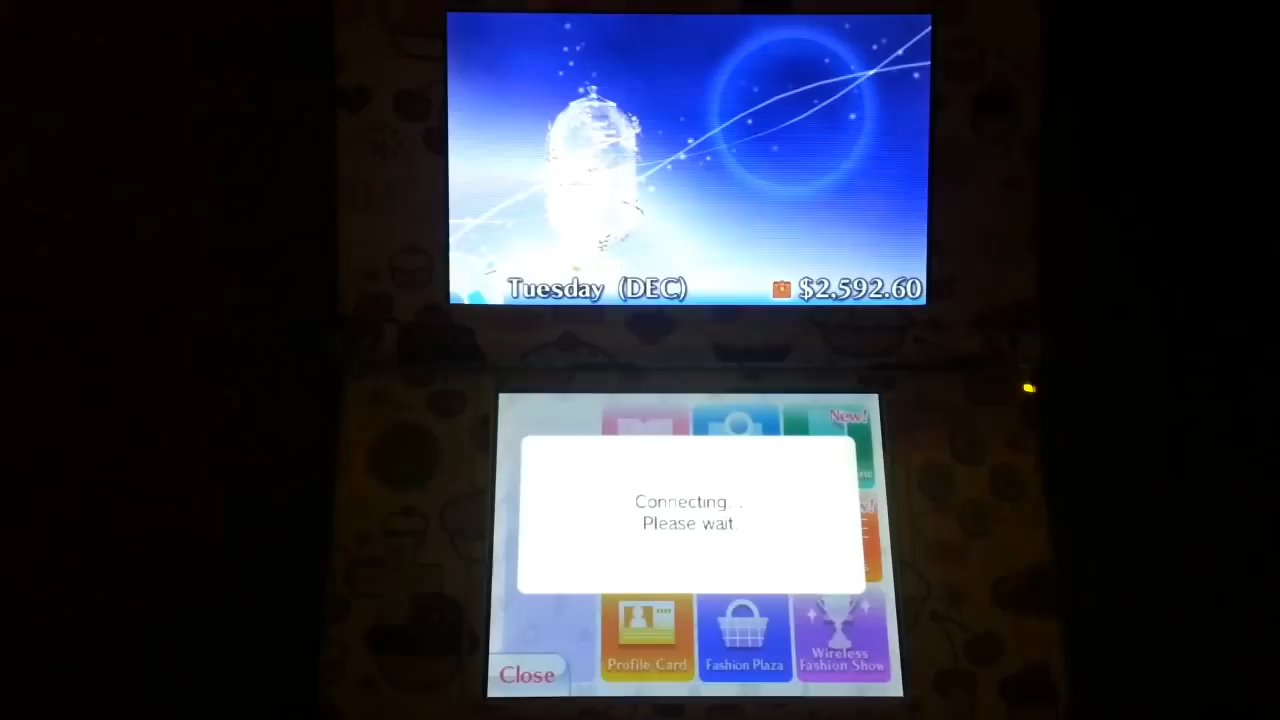 Tuesday (DEC)
$2,592.60
New!
Connecting. .
Please wait.
Profile Card
Fashion Plaza
Wireless
Fashion Show
Close